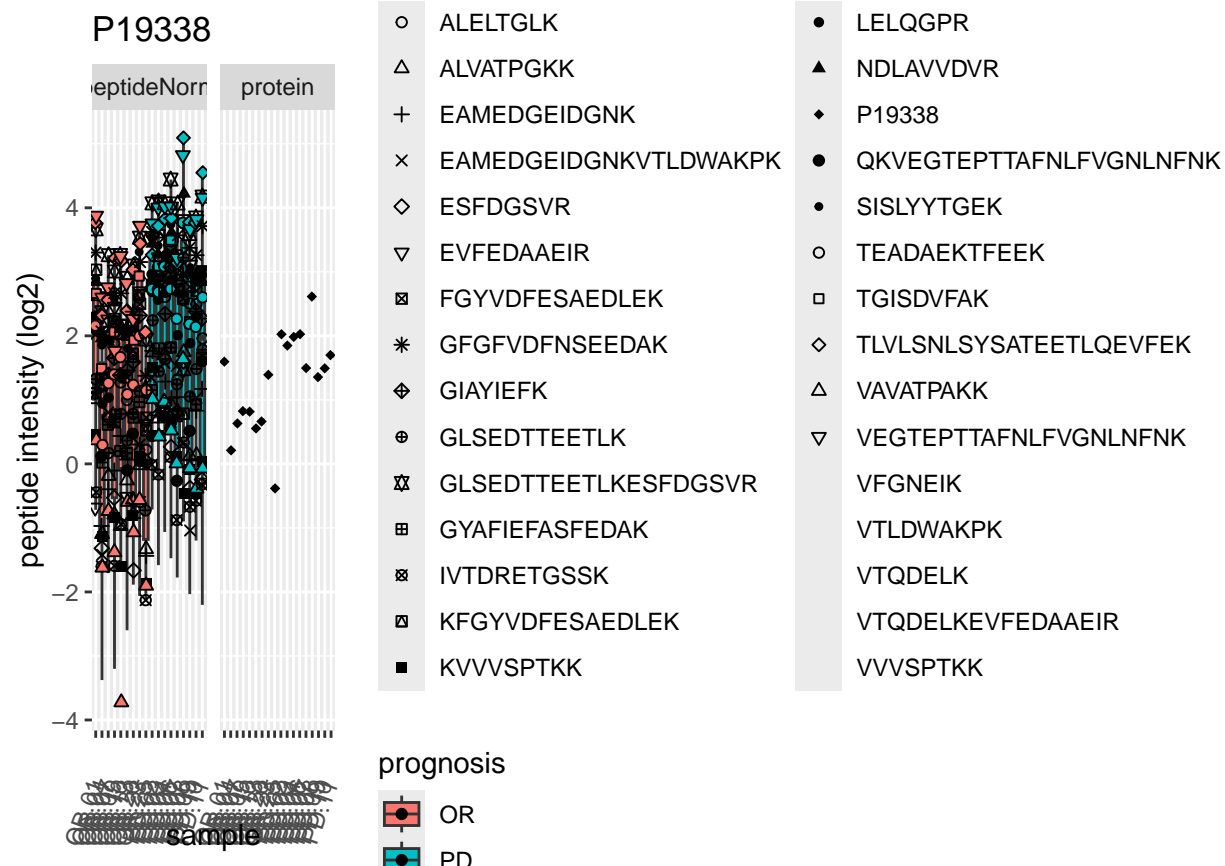 P19338
protein
peptide intensity (log2)
4
2
0
−2
−4
sample
ALELTGLK
ALVATPGKK
EAMEDGEIDGNK
EAMEDGEIDGNKVTLDWAKPK
ESFDGSVR
EVFEDAAEIR
FGYVDFESAEDLEK
GFGFVDFNSEEDAK
GIAYIEFK
GLSEDTTEETLK
GLSEDTTEETLKESFDGSVR
GYAFIEFASFEDAK
IVTDRETGSSK
KFGYVDFESAEDLEK
KVVVSPTKK
LELQGPR
NDLAVVDVR
P19338
QKVEGTEPTTAFNLFVGNLNFNK
SISLYYTGEK
TEADAEKTFEEK
TGISDVFAK
TLVLSNLSYSATEETLQEVFEK
VAVATPAKK
VEGTEPTTAFNLFVGNLNFNK
VFGNEIK
VTLDWAKPK
VTQDELK
VTQDELKEVFEDAAEIR
VVVSPTKK
prognosis
OR
PD